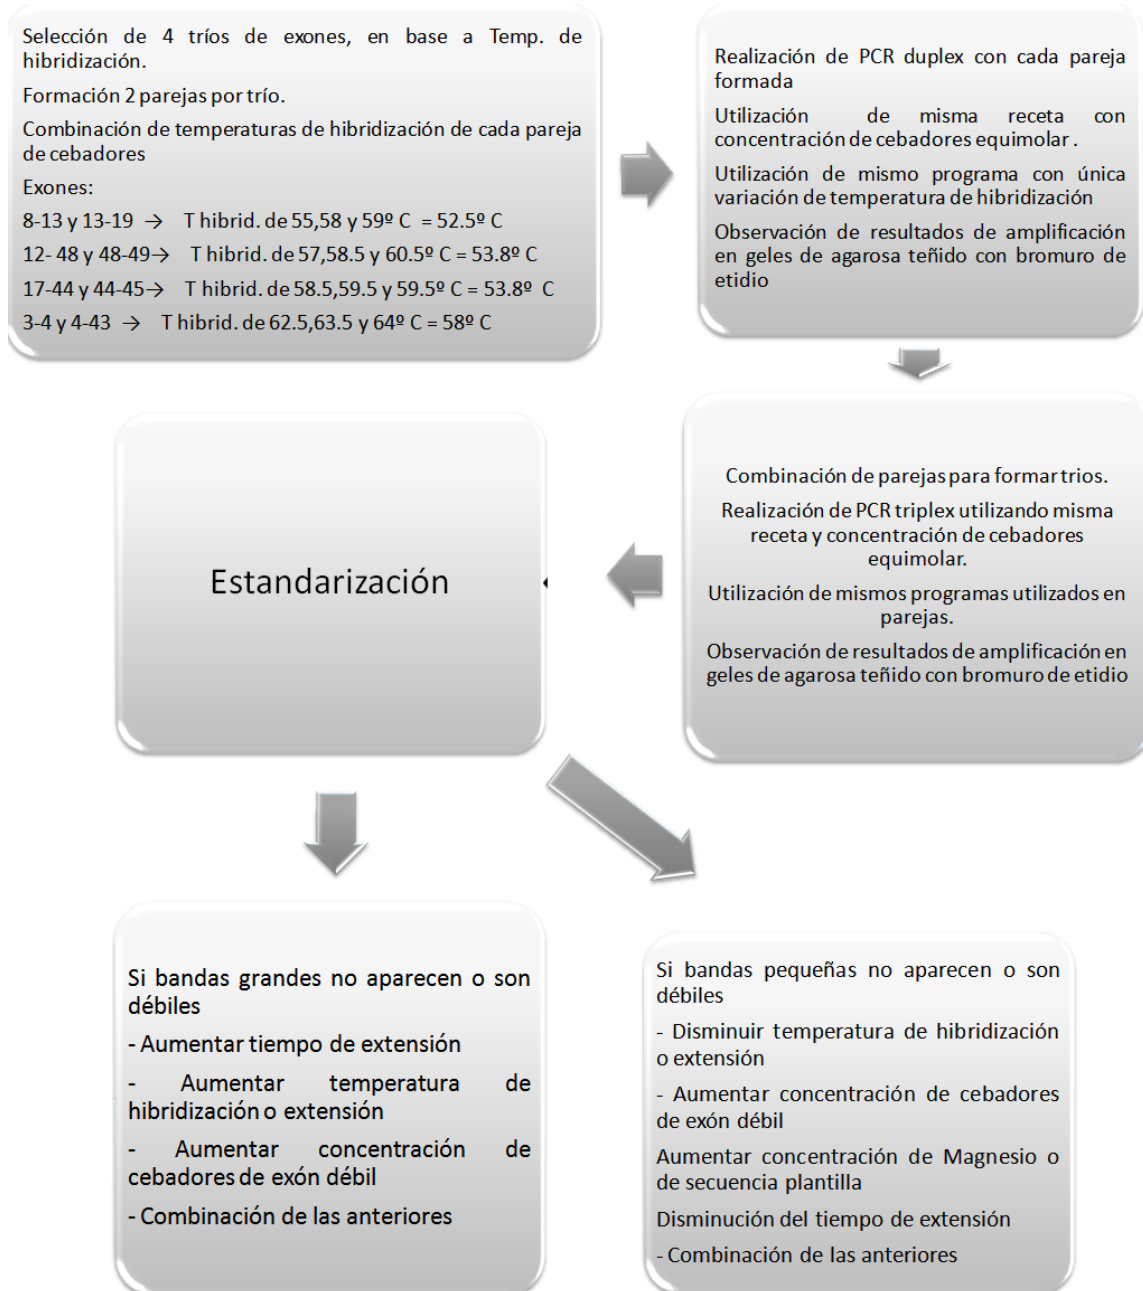 Selección de 4 tríos de exones, en base a Temp. de
hibridización.
Formación 2 parejas por trío.
Combinación de temperaturas de hibridización de cada pareja
de cebadores
Exones:
8-13 y 13-19 → T hibrid. de 55,58 y 59º C = 52.5º C
12- 48 y 48-49→ T hibrid. de 57,58.5 y 60.5º C = 53.8º C
17-44 y 44-45→ T hibrid. de 58.5,59.5 y 59.5º C = 53.8º C
3-4 y 4-43 → T hibrid. de 62.5,63.5 y 64º C = 58º C
Realización de PCR duplex con cada pareja
formada
Utilización de misma receta con
concentración de cebadores equimolar .
Utilización de mismo programa con única
variación de temperatura de hibridización
Observación de resultados de amplificación
en geles de agarosa teñido con bromuro de
etidio
Combinación de parejas para formar trios.
Realización de PCR triplex utilizando misma
receta y concentración de cebadores
equimolar.
Utilización de mismos programas utilizados en
parejas.
Observación de resultados de amplificación en
geles de agarosa teñido con bromuro de etidio
Estandarización
Si bandas grandes no aparecen o son
débiles
- Aumentar tiempo de extensión
- Aumentar temperatura de
hibridización o extensión
- Aumentar concentración de
cebadores de exón débil
- Combinación de las anteriores
Si bandas pequeñas no aparecen o son
débiles
- Disminuir temperatura de hibridización
o extensión
- Aumentar concentración de cebadores
de exón débil
Aumentar concentración de Magnesio o
de secuencia plantilla
Disminución del tiempo de extensión
- Combinación de las anteriores